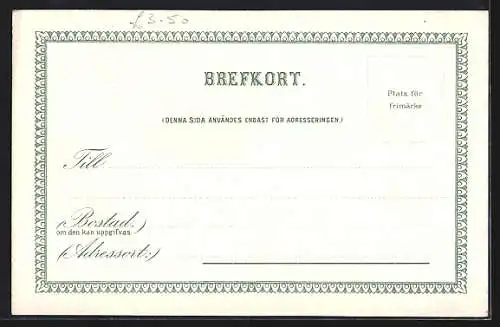 £3-50
BREFKORT.
Plats för
frimärke
(DENNA SIDA ANVÄNDES ENDAST FÖR ADRESSERINGEN.)
Till
(Bostad.)
om den kan uppgifvas
(Adressort:)